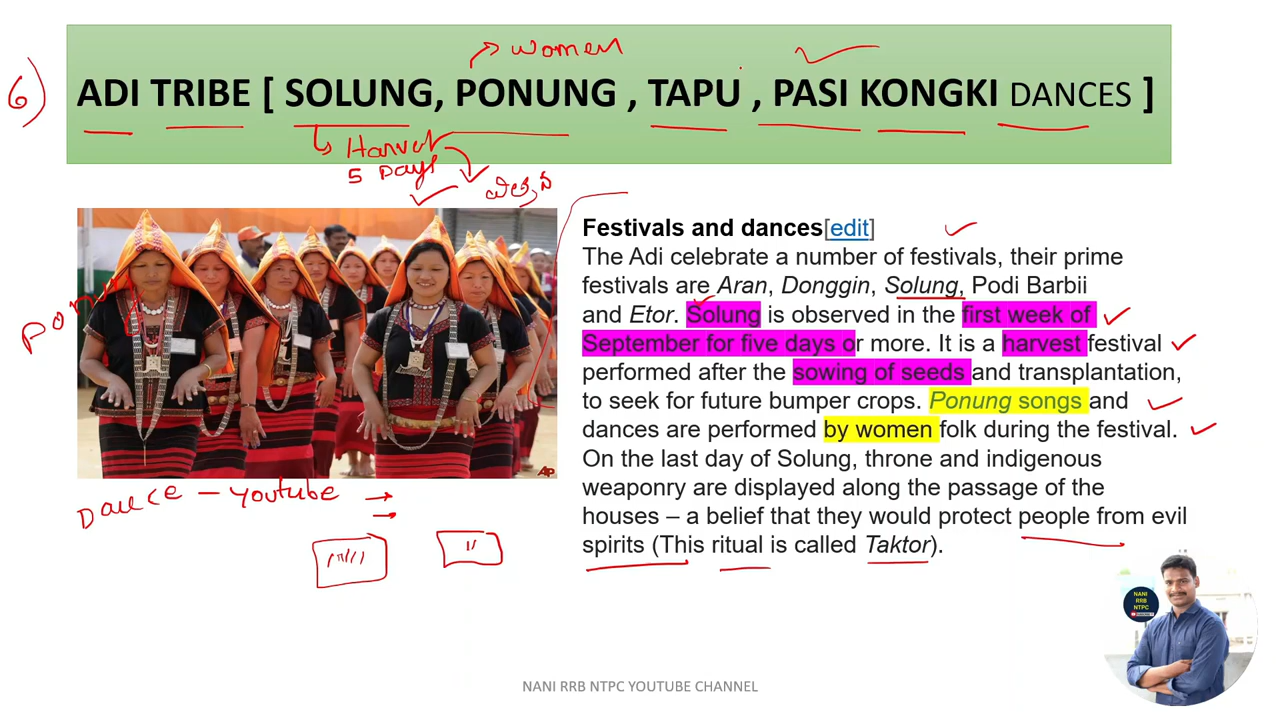 6)
women
ADI TRIBE [ SOLUNG, PONUNG , TAPU , PASI KONGKI DANCES ]
Harvest
5 Days
Ponung
Festivals and dances[edit]
The Adi celebrate a number of festivals, their prime
festivals are Aran, Donggin, Solung, Podi Barbii
and Etor. Solung is observed in the first week of
September for five days or more. It is a harvest festival
performed after the sowing of seeds and transplantation,
to seek for future bumper crops. Ponung songs and
dances are performed by women folk during the festival.
On the last day of Solung, throne and indigenous
weaponry are displayed along the passage of the
houses – a belief that they would protect people from evil
spirits (This ritual is called Taktor).
Dance – Youtube
NANI
RRB
NTPC
NANI RRB NTPC YOUTUBE CHANNEL